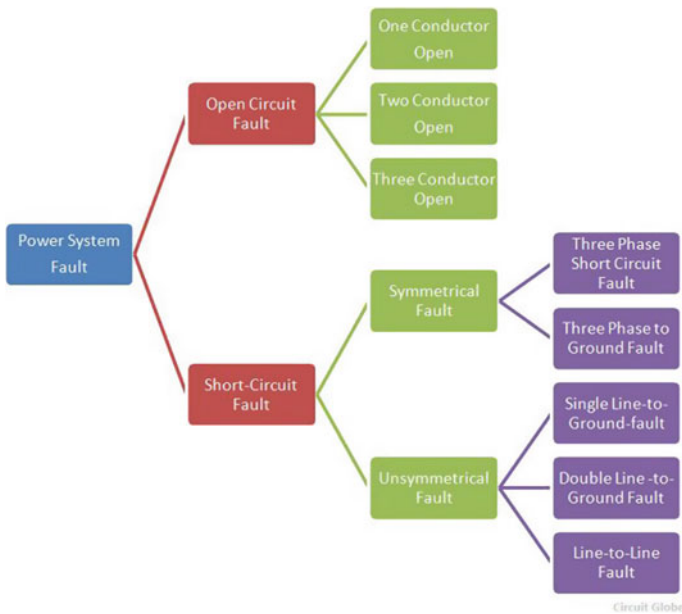 One Conductor
Open
Open Circuit
Fault
Two Conductor
Open
Three Conductor
Open
Power System
Fault
Three Phase
Short Circuit
Fault
Symmetrical
Fault
Three Phase to
Ground Fault
Short-Circuit
Fault
Single Line-to-
Ground-fault
Unsymmetrical
Fault
Double Line -to-
Ground Fault
Line-to-Line
Fault
Circuit Globe